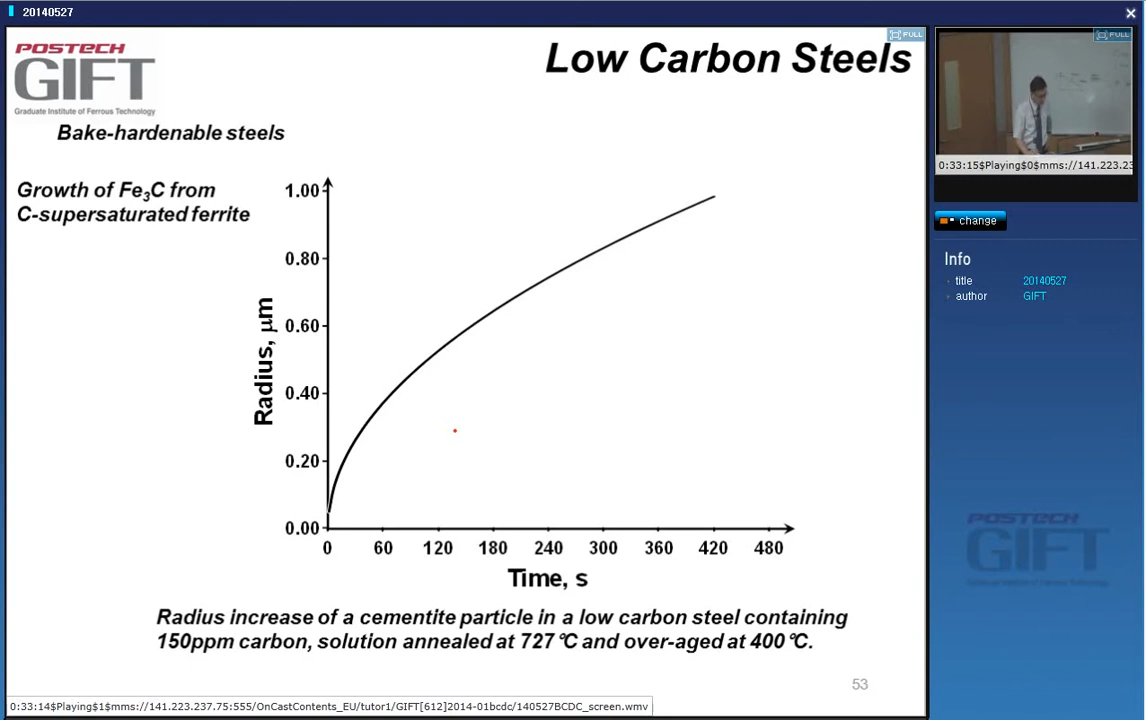 20140527
FULL
POSTECH
GIFT
Graduate Institute of Ferrous Technology
Low Carbon Steels
Bake-hardenable steels
Growth of Fe3C from
C-supersaturated ferrite
1.00
0.80
0.60
0.40
0.20
0.00
Radius, μm
0 60 120 180 240 300 360 420 480
Time, s
Radius increase of a cementite particle in a low carbon steel containing
150ppm carbon, solution annealed at 727°C and over-aged at 400°C.
53
0:33:14$Playing$1$mms://141.223.237.75:555/OnCastContents_EU/tutor1/GIFT[612]2014-01bcdc/140527BCDC_screen.wmv
FULL
0:33:15$Playing$0$mms://141.223.23
change
Info
title 20140527
author GIFT
POSTECH
GIFT